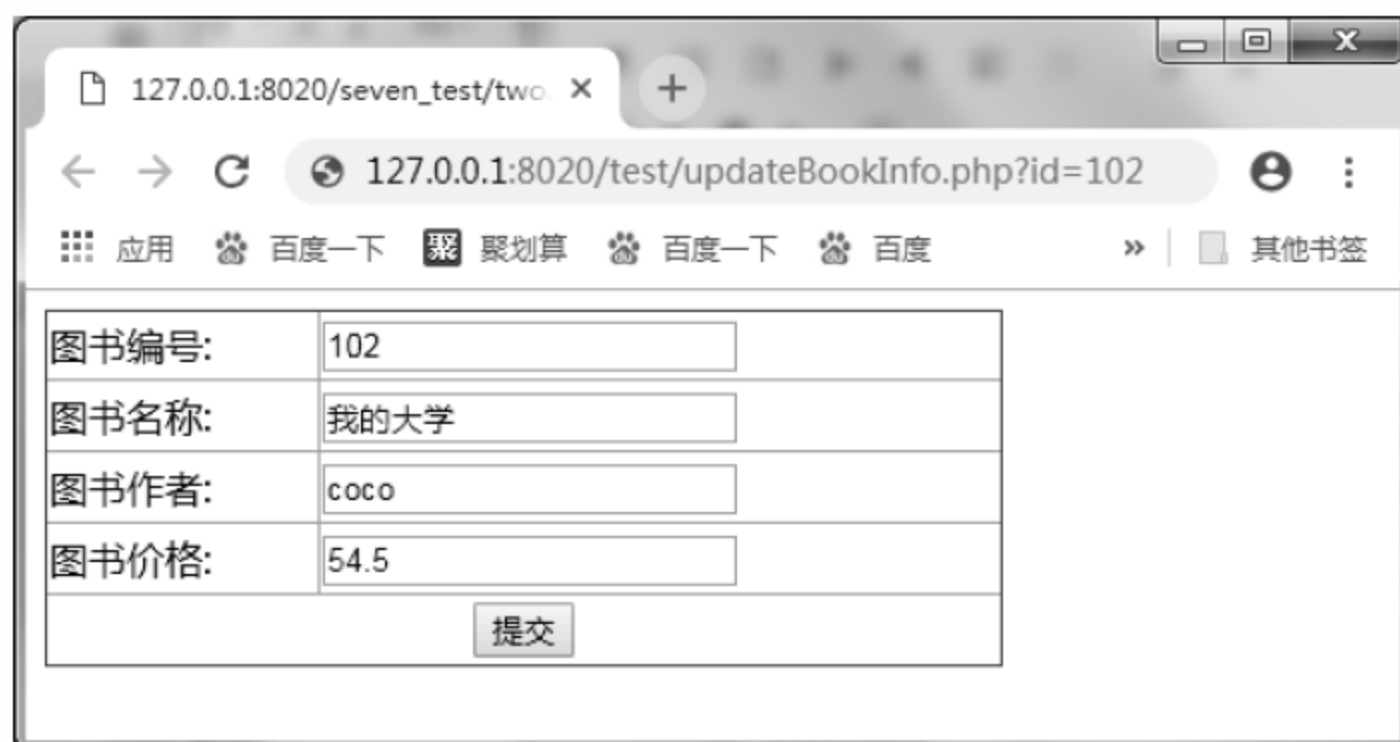 127.0.0.1:8020/seven_test/two
127.0.0.1:8020/test/updateBookInfo.php?id=102
应用 百度一下 聚 聚划算 百度一下 百度 » 其他书签
图书编号: 102
图书名称: 我的大学
图书作者: coco
图书价格: 54.5
提交